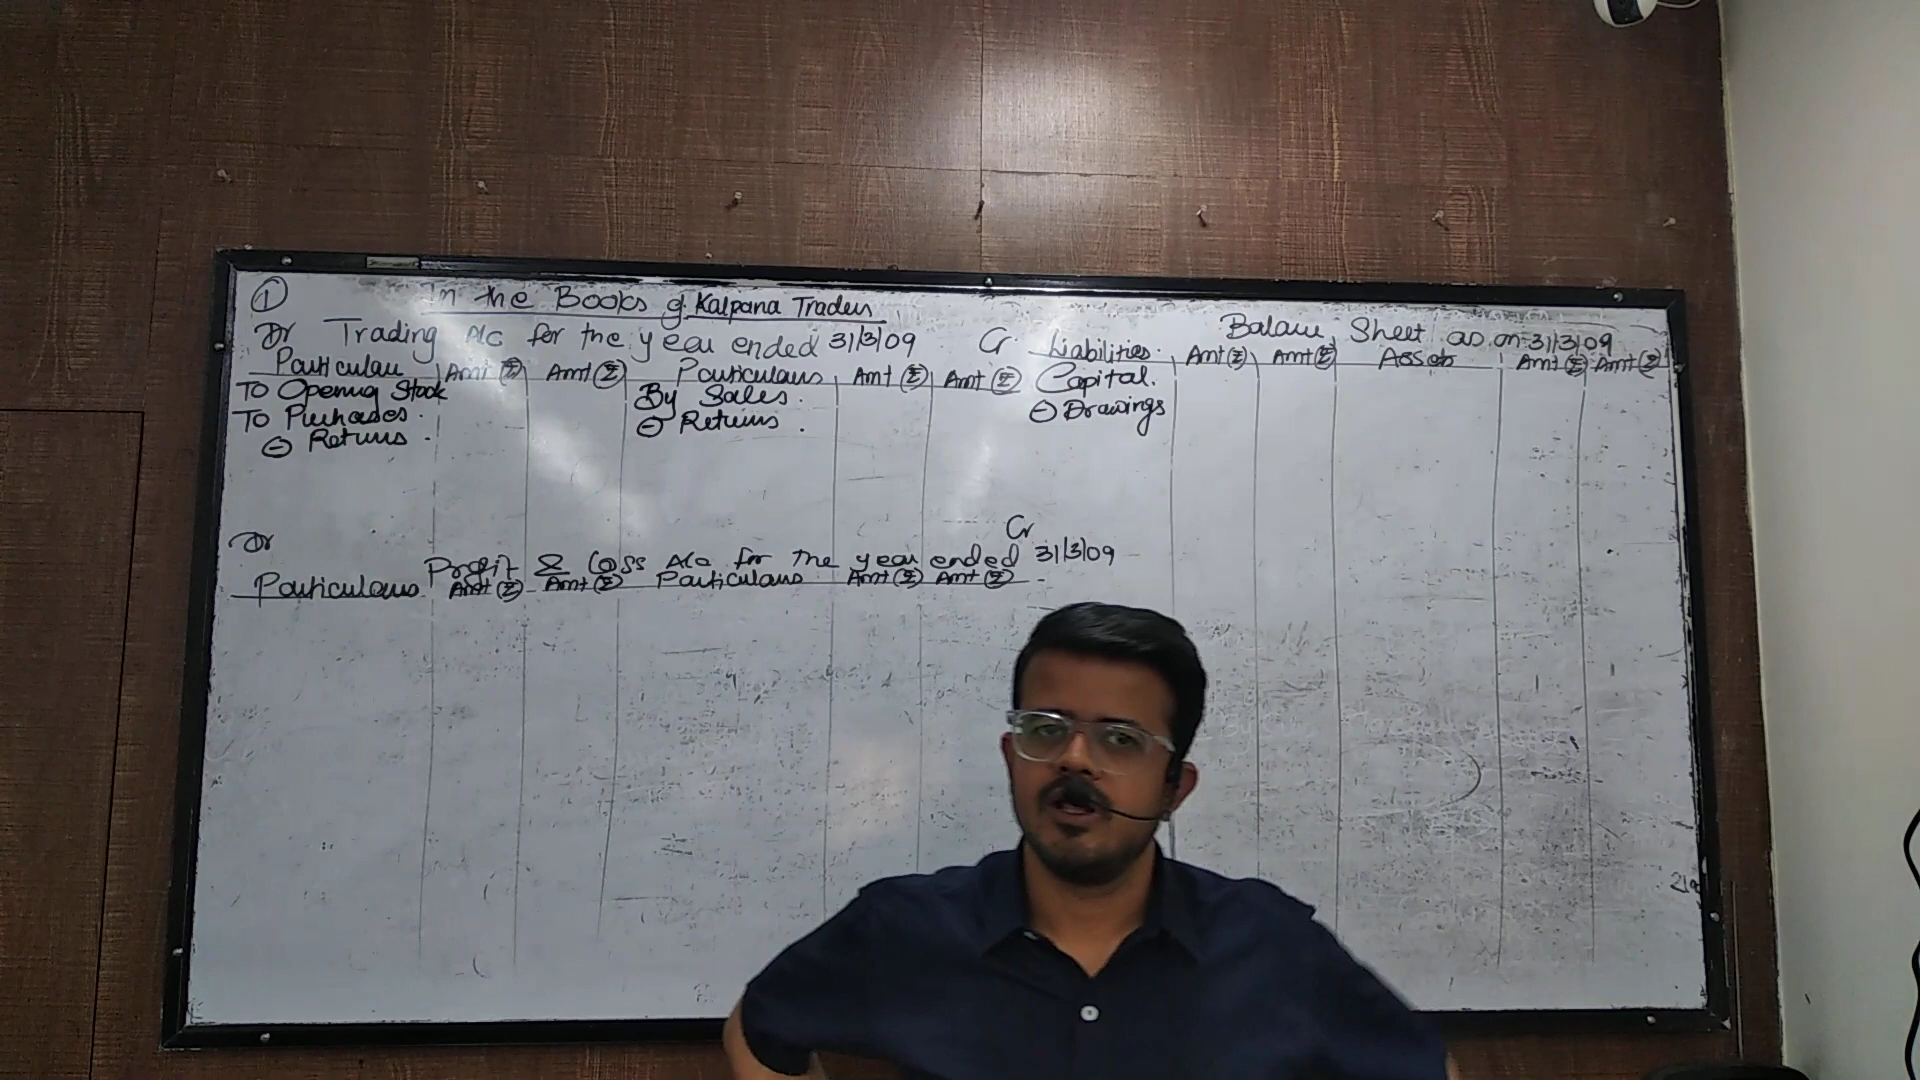 ① In the Books of Kalpana Traders
Dr Trading A/c for the year ended 31/3/09 Cr
Particulars Amt (₹) Amt (₹) Particulars Amt (₹) Amt (₹)
To Opening Stock
To Purchases.
⊖ Returns.
By Sales.
⊖ Returns.
Balance Sheet as on 31/3/09
Liabilities. Amt (₹) Amt (₹) Assets Amt (₹) Amt (₹)
Capital.
⊖ Drawings
Dr Cr
Profit & Loss A/c for the year ended 31/3/09
Particulars Amt (₹) Amt (₹) Particulars Amt (₹) Amt (₹)